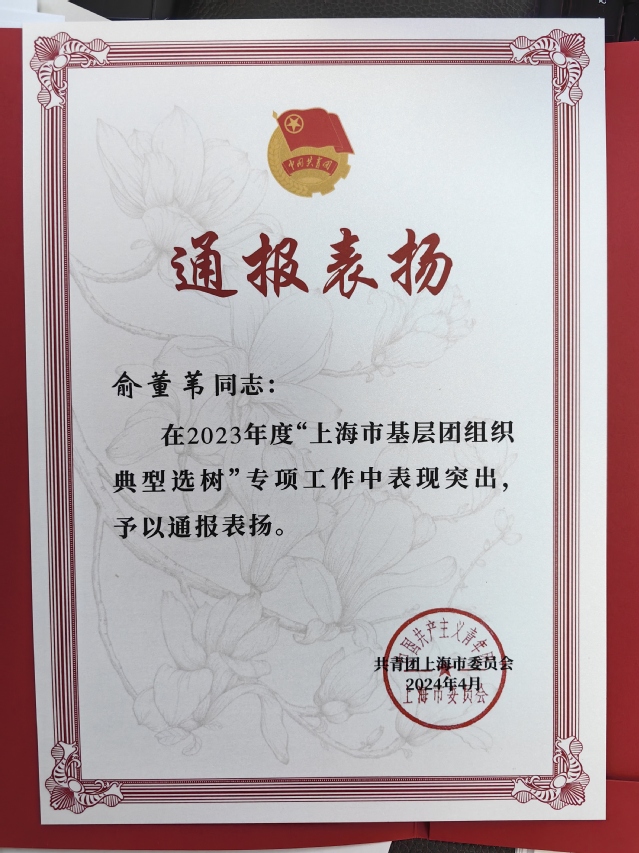 中国共青团
通报表扬
俞董苇同志：
在2023年度“上海市基层团组织
典型选树”专项工作中表现突出，
予以通报表扬。
中国共产主义青年团
上海市委员会
共青团上海市委员会
2024年4月